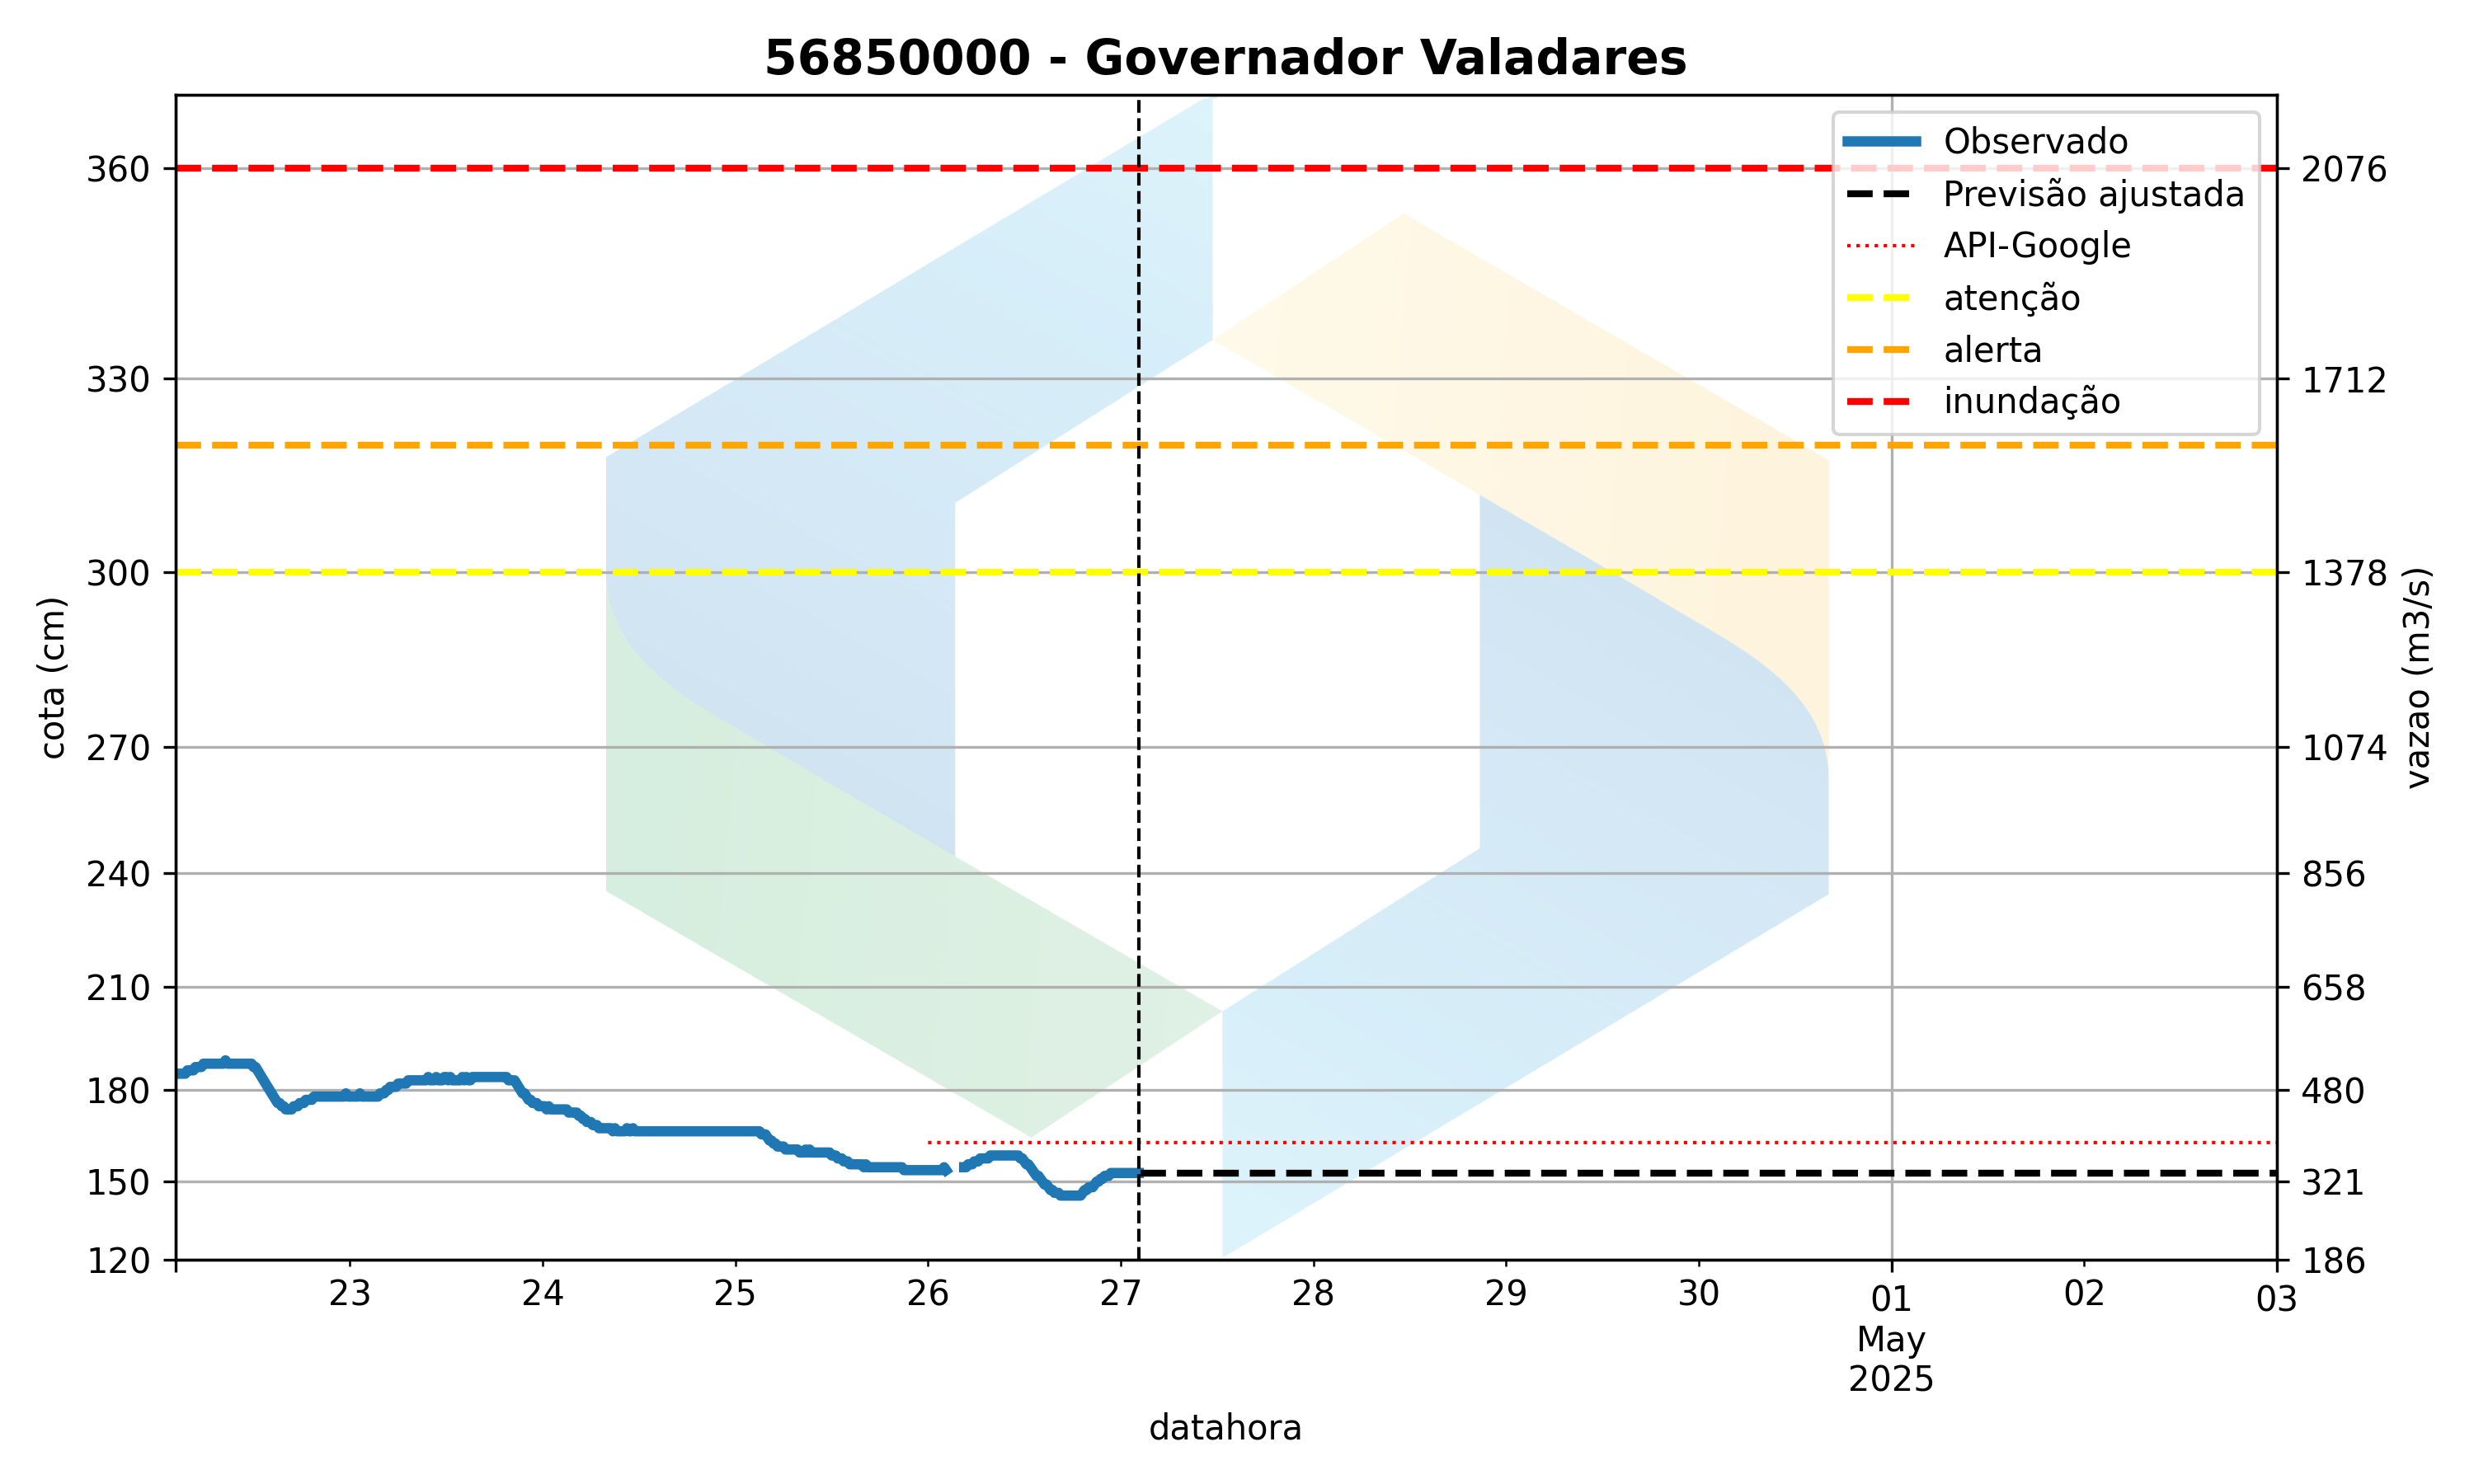 56850000 - Governador Valadares
Observado
Previsão ajustada
API-Google
atenção
alerta
inundação
cota (cm)
360
330
300
270
240
210
180
150
120
2076
1712
1378
1074
856
658
480
321
186
vazao (m3/s)
23 24 25 26 27 28 29 30 01 02 03
May
2025
datahora